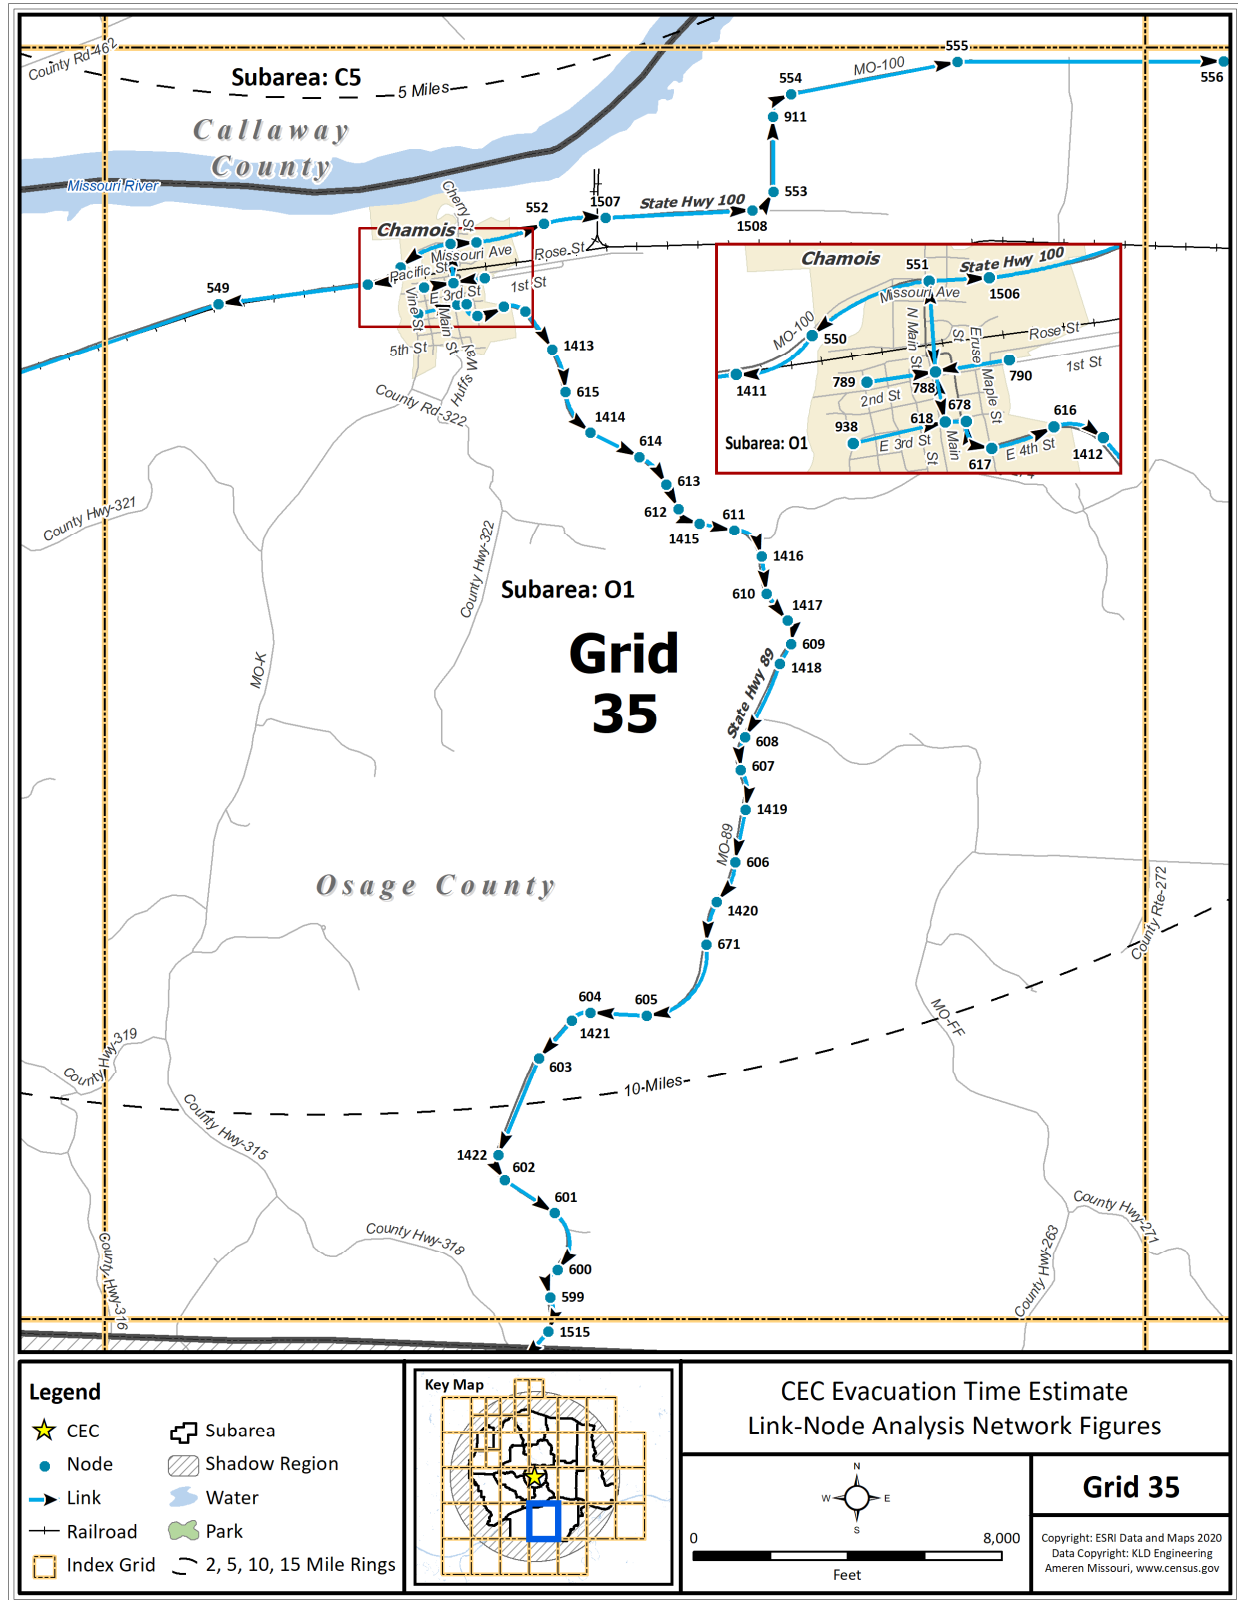 County Rd-462
Subarea: C5
5 Miles
Callaway
County
Missouri River
555
MO-100
556
554
911
553
State Hwy 100
1508
1507
552
Cherry St
Chamois
Missouri Ave
Pacific St
Rose St
1st St
E 3rd St
Vine St
Main St
5th St
Huffs Way
County Rd-322
549
1413
615
1414
614
613
612
1415
611
1416
610
1417
609
1418
State Hwy 89
608
607
1419
MO-89
606
1420
671
605
604
1421
603
10 Miles
1422
602
601
600
599
1515
Chamois
551
State Hwy 100
1506
Missouri Ave
MO-100
550
N Main St
St
Eruse
Rose St
1411
789
788
790
1st St
2nd St
Maple St
938
618
678
616
Subarea: O1
E 3rd St
Main
St
617
E 4th St
1412
County Hwy-321
County Hwy-322
Subarea: O1
Grid
35
MO-K
Osage County
County Rte-272
MO-FF
County Hwy-319
County Hwy-315
County Hwy-318
County Hwy-316
County Hwy-263
County Hwy-271
Legend
CEC
Node
Link
Railroad
Index Grid
Subarea
Shadow Region
Water
Park
2, 5, 10, 15 Mile Rings
Key Map
CEC Evacuation Time Estimate
Link-Node Analysis Network Figures
N
W
E
S
0
8,000
Feet
Grid 35
Copyright: ESRI Data and Maps 2020
Data Copyright: KLD Engineering
Ameren Missouri, www.census.gov